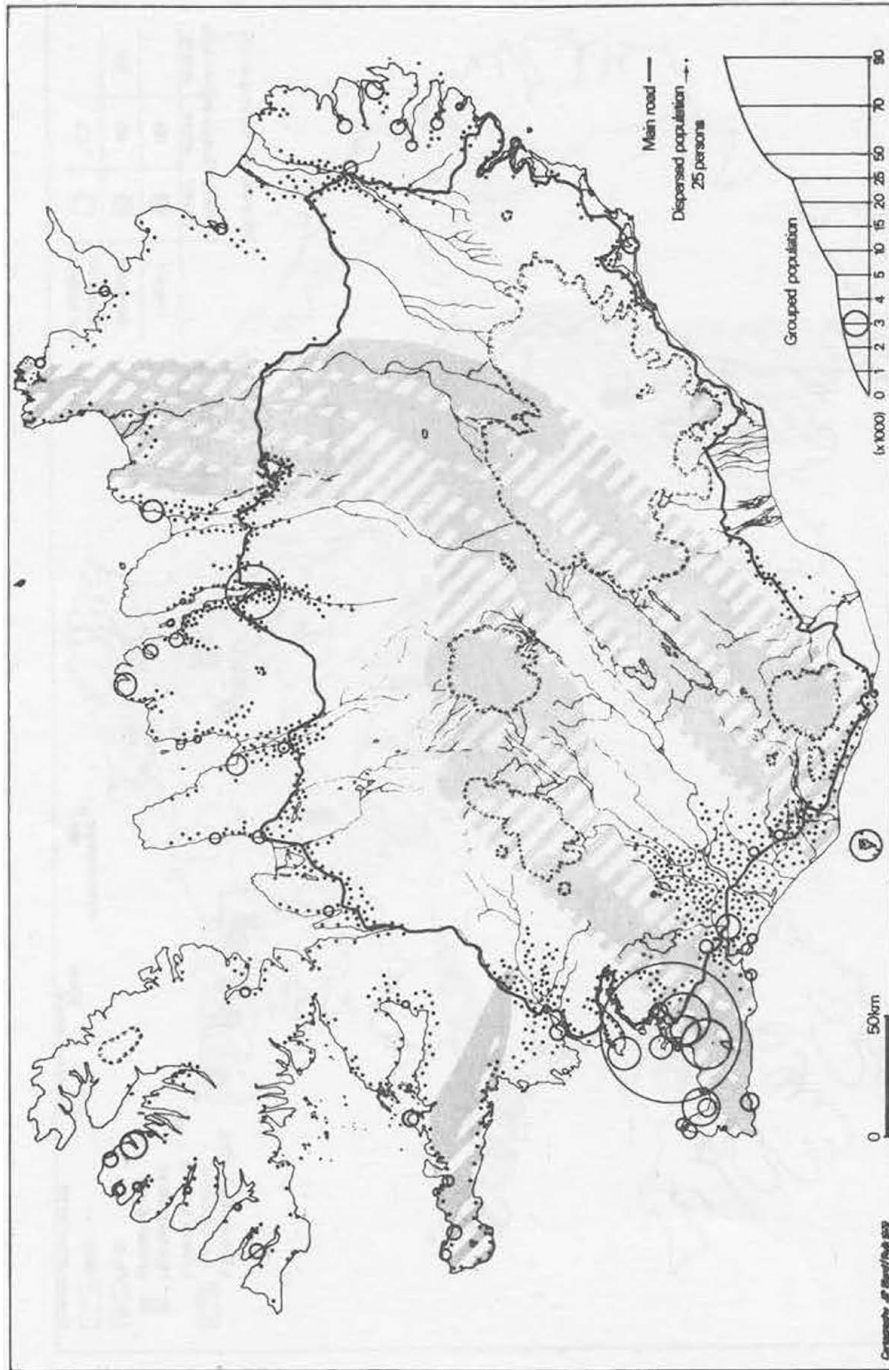 Main road
Dispersed population
25 persons
Grouped population
(x1000) 0 1 2 3 4 5 10 15 20 25 50 70 90
0 50km